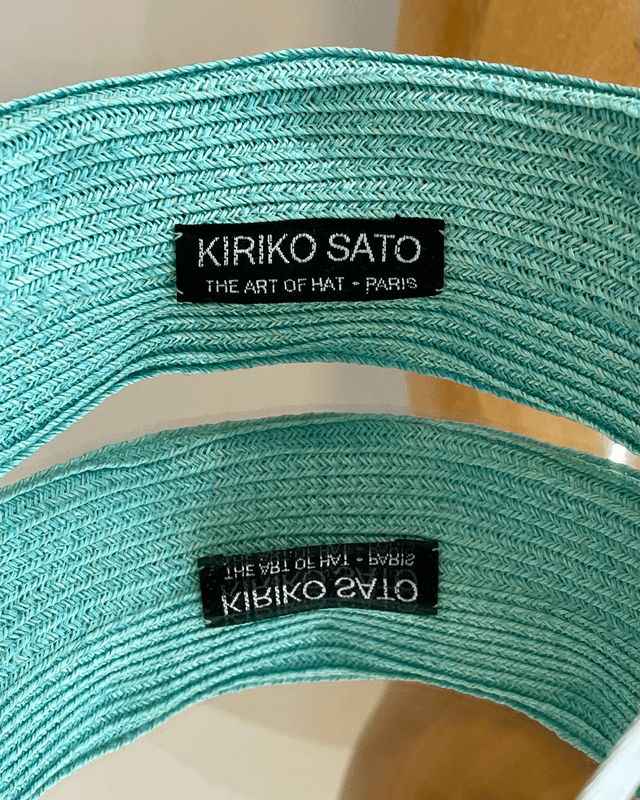 KIRIKO SATO
THE ART OF HAT - PARIS
THE ART OF HAT - PARIS
KIRIKO SATO